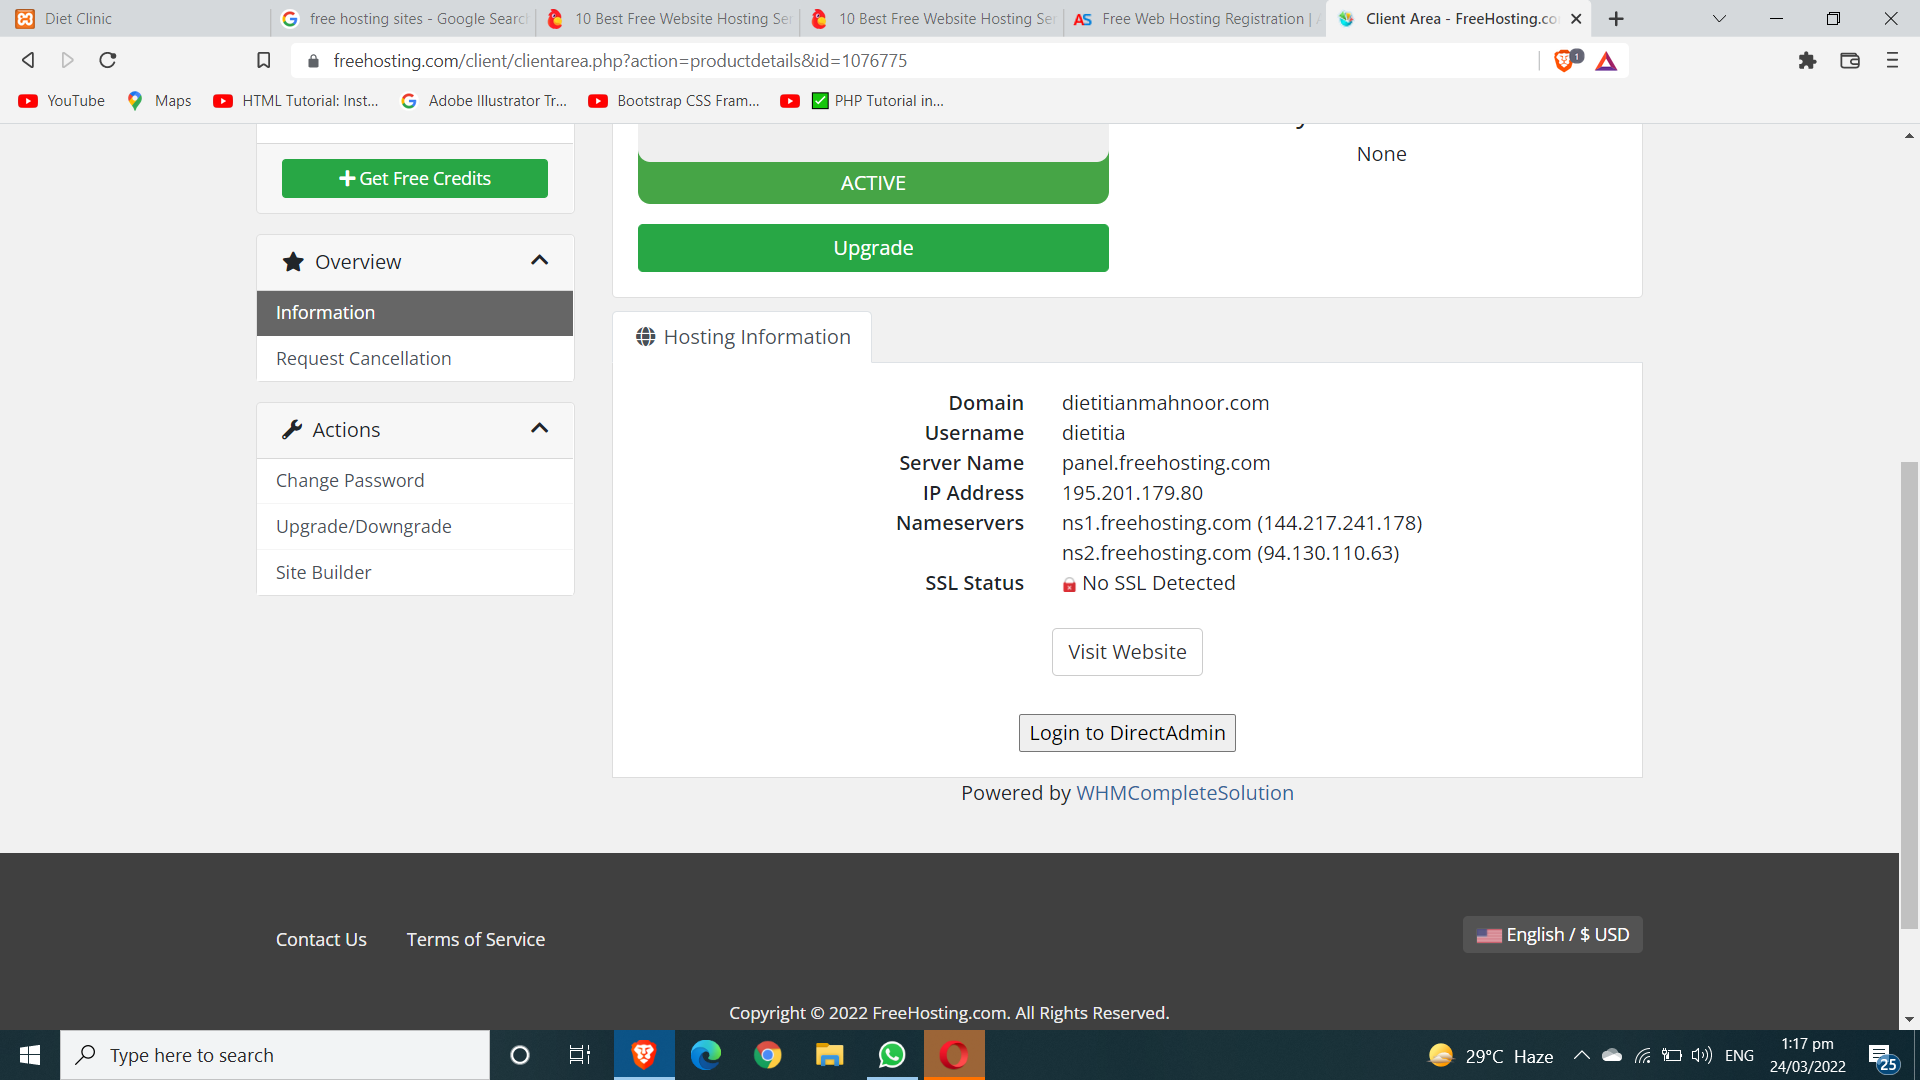 Diet Clinic
free hosting sites - Google Searc
10 Best Free Website Hosting Ser
10 Best Free Website Hosting Ser
Free Web Hosting Registration |
Client Area - FreeHosting.co
freehosting.com/client/clientarea.php?action=productdetails&id=1076775
1
YouTube
Maps
HTML Tutorial: Inst...
Adobe Illustrator Tr...
Bootstrap CSS Fram...
PHP Tutorial in...
None
Get Free Credits
ACTIVE
Upgrade
Overview
Information
Request Cancellation
Hosting Information
Actions
Change Password
Upgrade/Downgrade
Site Builder
Domain dietitianmahnoor.com
Username dietitia
Server Name panel.freehosting.com
IP Address 195.201.179.80
Nameservers ns1.freehosting.com (144.217.241.178)
ns2.freehosting.com (94.130.110.63)
SSL Status No SSL Detected
Visit Website
Login to DirectAdmin
Powered by WHMCompleteSolution
Contact Us
Terms of Service
English / $ USD
Copyright © 2022 FreeHosting.com. All Rights Reserved.
Type here to search
29°C Haze
ENG
1:17 pm
24/03/2022
25